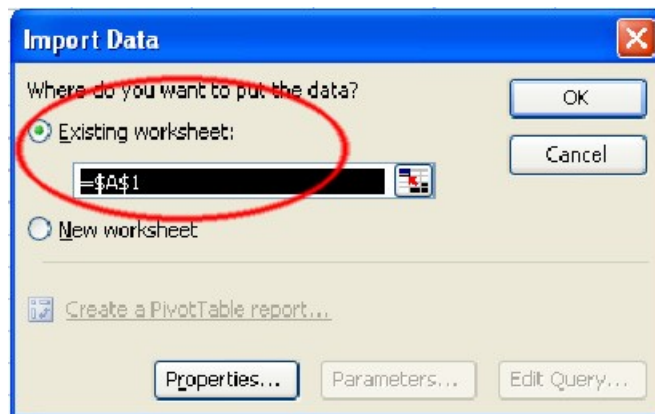 Import Data
Where do you want to put the data?
OK
Existing worksheet:
Cancel
=$A$1
New worksheet
Create a PivotTable report...
Properties... Parameters... Edit Query...